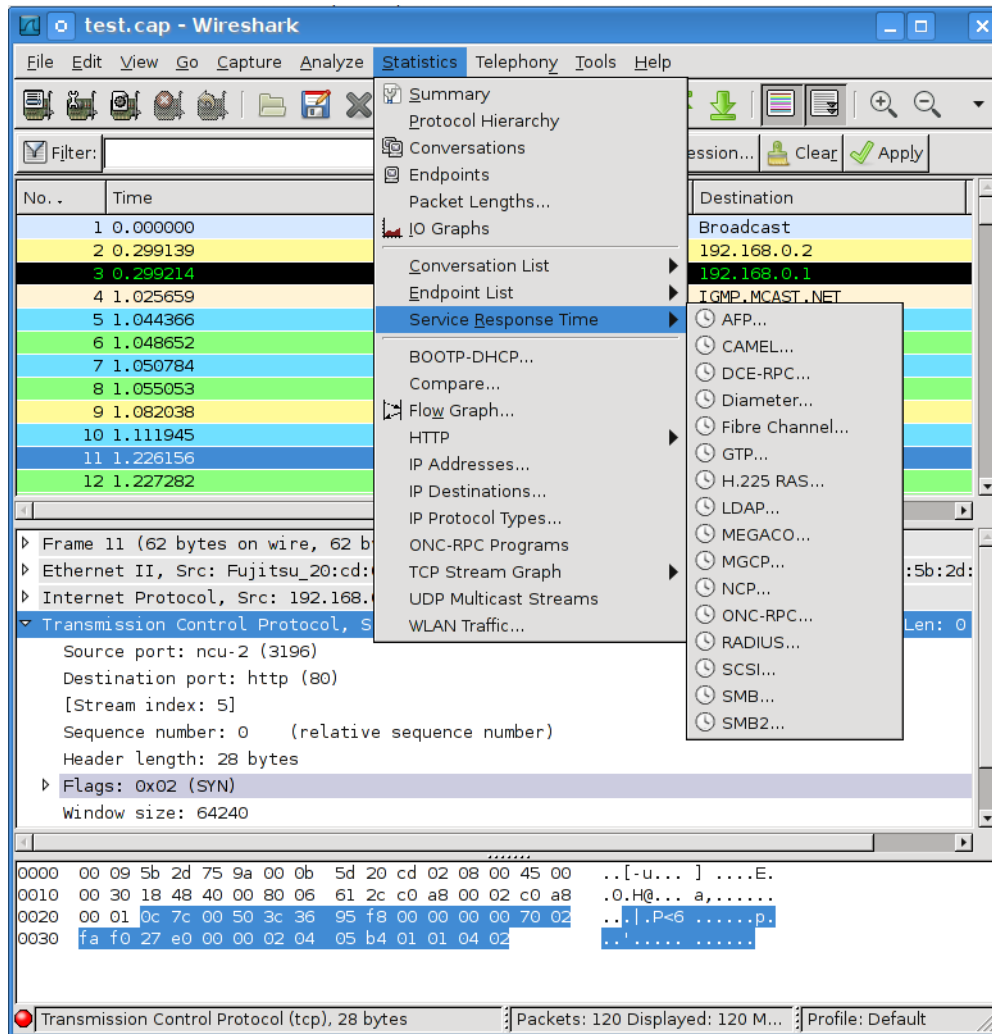 test.cap - Wireshark
File Edit View Go Capture Analyze Statistics Telephony Tools Help
Filter: ession... Clear Apply
No. . Time Destination
1 0.000000 Broadcast
2 0.299139 192.168.0.2
3 0.299214 192.168.0.1
4 1.025659 IGMP.MCAST.NET
5 1.044366
6 1.048652
7 1.050784
8 1.055053
9 1.082038
10 1.111945
11 1.226156
12 1.227282
Summary
Protocol Hierarchy
Conversations
Endpoints
Packet Lengths...
IO Graphs
Conversation List
Endpoint List
Service Response Time
BOOTP-DHCP...
Compare...
Flow Graph...
HTTP
IP Addresses...
IP Destinations...
IP Protocol Types...
ONC-RPC Programs
TCP Stream Graph
UDP Multicast Streams
WLAN Traffic...
AFP...
CAMEL...
DCE-RPC...
Diameter...
Fibre Channel...
GTP...
H.225 RAS...
LDAP...
MEGACO...
MGCP...
NCP...
ONC-RPC...
RADIUS...
SCSI...
SMB...
SMB2...
Frame 11 (62 bytes on wire, 62 b
Ethernet II, Src: Fujitsu_20:cd: :5b:2d:
Internet Protocol, Src: 192.168.
Transmission Control Protocol, S Len: 0
Source port: ncu-2 (3196)
Destination port: http (80)
[Stream index: 5]
Sequence number: 0 (relative sequence number)
Header length: 28 bytes
Flags: 0x02 (SYN)
Window size: 64240
0000 00 09 5b 2d 75 9a 00 0b 5d 20 cd 02 08 00 45 00 ..[-u... ] ....E.
0010 00 30 18 48 40 00 80 06 61 2c c0 a8 00 02 c0 a8 .0.H@... a,......
0020 00 01 0c 7c 00 50 3c 36 95 f8 00 00 00 00 70 02 ...|.P<6 ......p.
0030 fa f0 27 e0 00 00 02 04 05 b4 01 01 04 02 ..'..... ......
Transmission Control Protocol (tcp), 28 bytes Packets: 120 Displayed: 120 M... Profile: Default